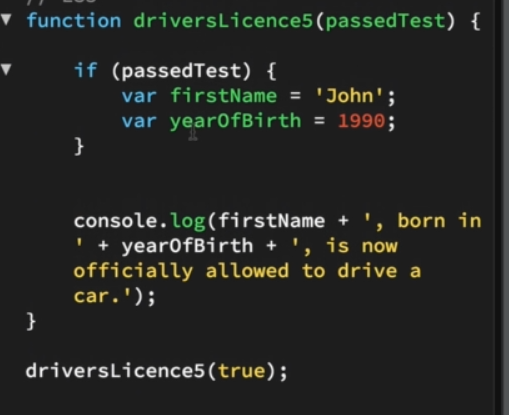 function driversLicence5(passedTest) {
if (passedTest) {
var firstName = 'John';
var yearOfBirth = 1990;
}
console.log(firstName + ', born in
' + yearOfBirth + ', is now
officially allowed to drive a
car.');
}
driversLicence5(true);